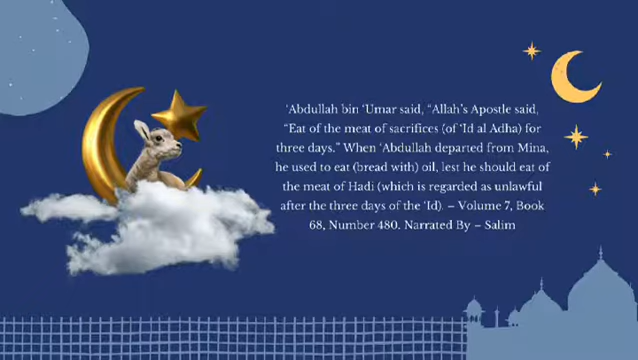 ‘Abdullah bin ‘Umar said, “Allah’s Apostle said,
“Eat of the meat of sacrifices (of ‘Id al Adha) for
three days.” When ‘Abdullah departed from Mina,
he used to eat (bread with) oil, lest he should eat of
the meat of Hadi (which is regarded as unlawful
after the three days of the ‘Id). – Volume 7, Book
68, Number 480. Narrated By – Salim